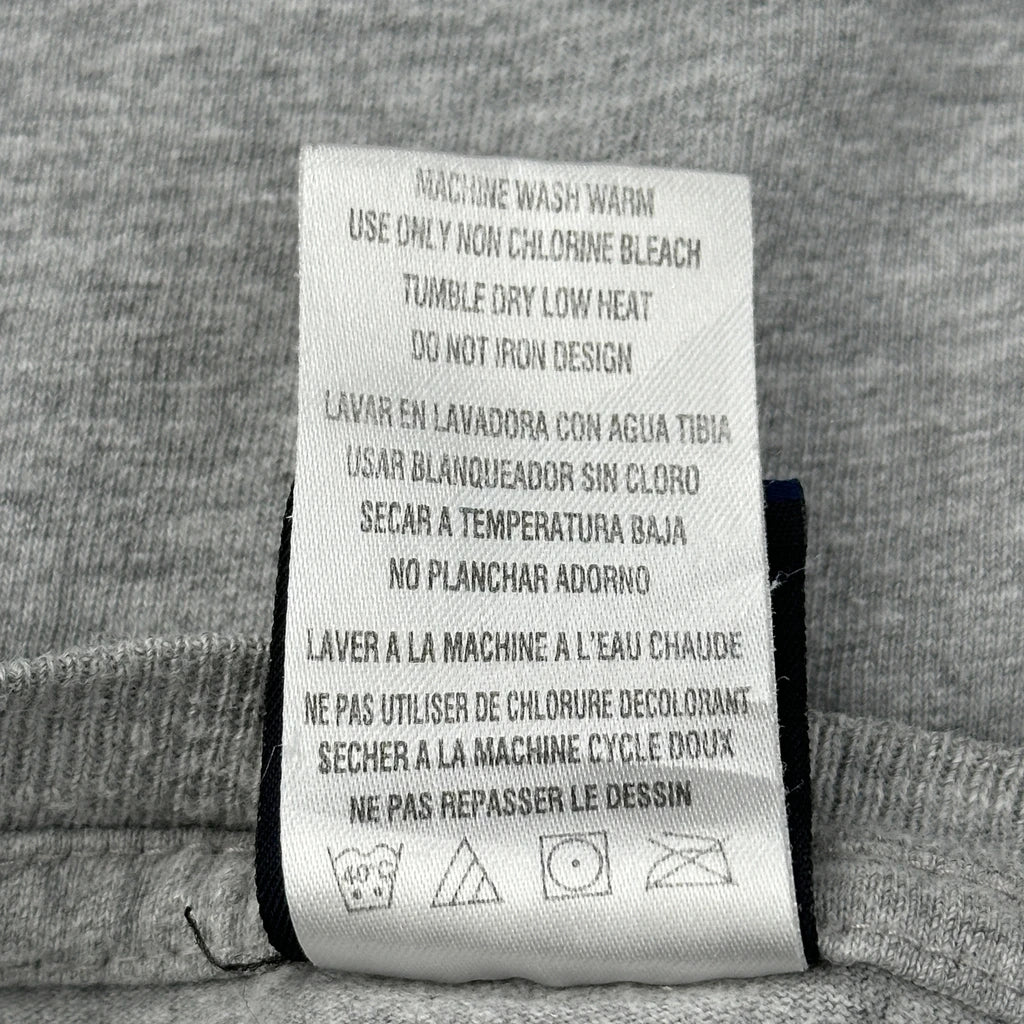 MACHINE WASH WARM
USE ONLY NON CHLORINE BLEACH
TUMBLE DRY LOW HEAT
DO NOT IRON DESIGN
LAVAR EN LAVADORA CON AGUA TIBIA
USAR BLANQUEADOR SIN CLORO
SECAR A TEMPERATURA BAJA
NO PLANCHAR ADORNO
LAVER A LA MACHINE A L'EAU CHAUDE
NE PAS UTILISER DE CHLORURE DECOLORANT
SECHER A LA MACHINE CYCLE DOUX
NE PAS REPASSER LE DESSIN
40°C